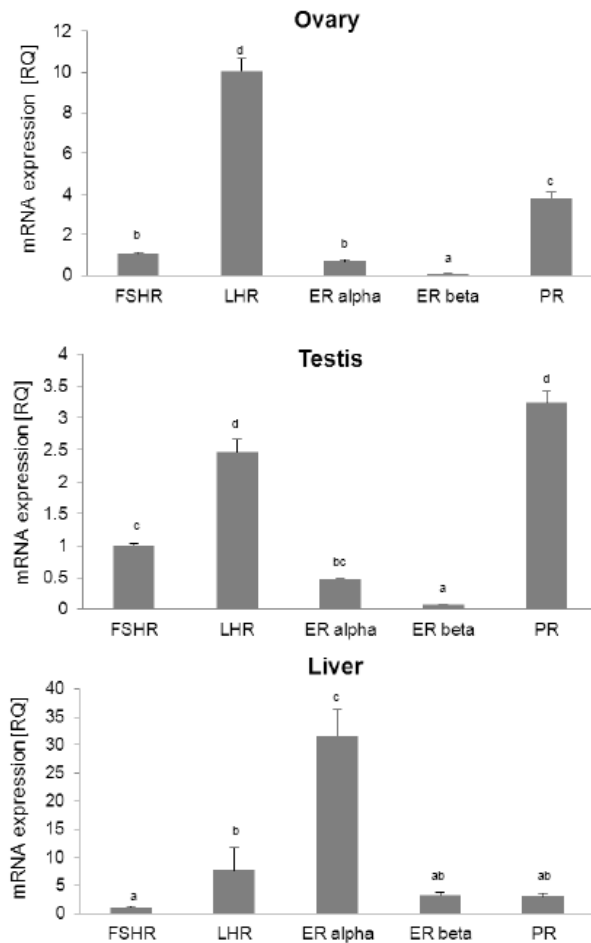 Ovary
mRNA expression [RQ]
12
10
8
6
4
2
0
b
d
b
a
c
FSHR LHR ER alpha ER beta PR
Testis
mRNA expression [RQ]
4
3.5
3
2.5
2
1.5
1
0.5
0
c
d
bc
a
d
FSHR LHR ER alpha ER beta PR
Liver
mRNA expression [RQ]
40
35
30
25
20
15
10
5
0
a
b
c
ab
ab
FSHR LHR ER alpha ER beta PR